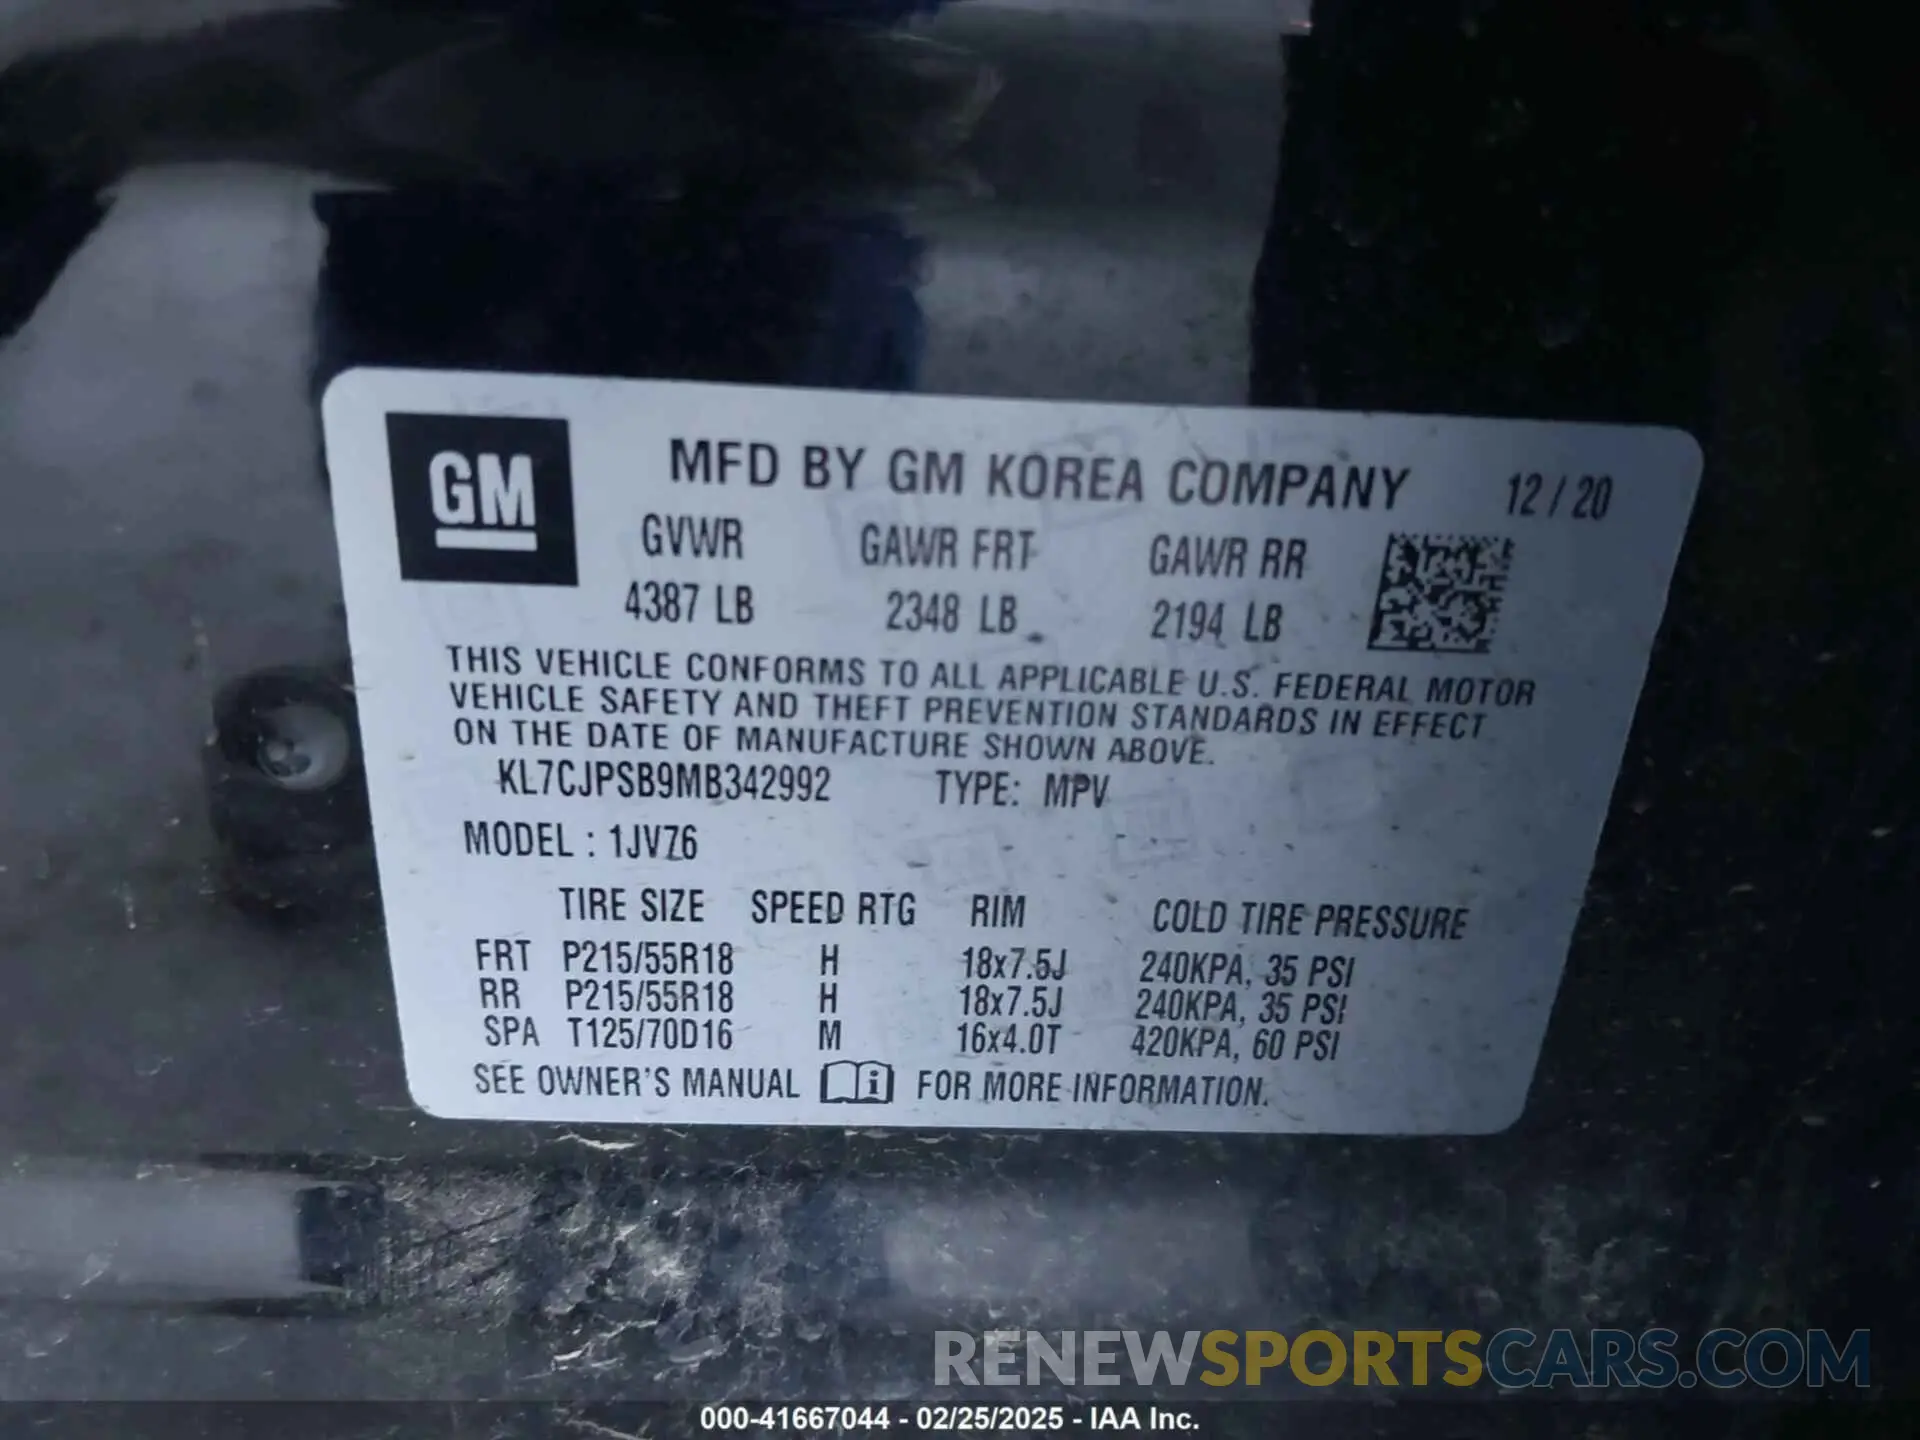 GM
MFD BY GM KOREA COMPANY 12/20
GVWR GAWR FRT GAWR RR
4387 LB 2348 LB 2194 LB
THIS VEHICLE CONFORMS TO ALL APPLICABLE U.S. FEDERAL MOTOR
VEHICLE SAFETY AND THEFT PREVENTION STANDARDS IN EFFECT
ON THE DATE OF MANUFACTURE SHOWN ABOVE.
KL7CJPSB9MB342992 TYPE: MPV
MODEL : 1JV76
TIRE SIZE SPEED RTG RIM COLD TIRE PRESSURE
FRT P215/55R18 H 18x7.5J 240KPA, 35 PSI
RR P215/55R18 H 18x7.5J 240KPA, 35 PSI
SPA T125/70D16 M 16x4.0T 420KPA, 60 PSI
SEE OWNER'S MANUAL i FOR MORE INFORMATION.
RENEWSPORTSCARS.COM
000-41667044 - 02/25/2025 - IAA Inc.